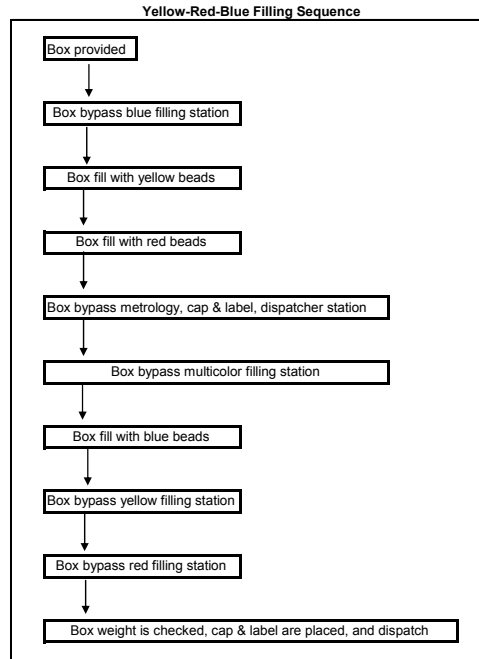 Yellow-Red-Blue Filling Sequence
Box provided
Box bypass blue filling station
Box fill with yellow beads
Box fill with red beads
Box bypass metrology, cap & label, dispatcher station
Box bypass multicolor filling station
Box fill with blue beads
Box bypass yellow filling station
Box bypass red filling station
Box weight is checked, cap & label are placed, and dispatch